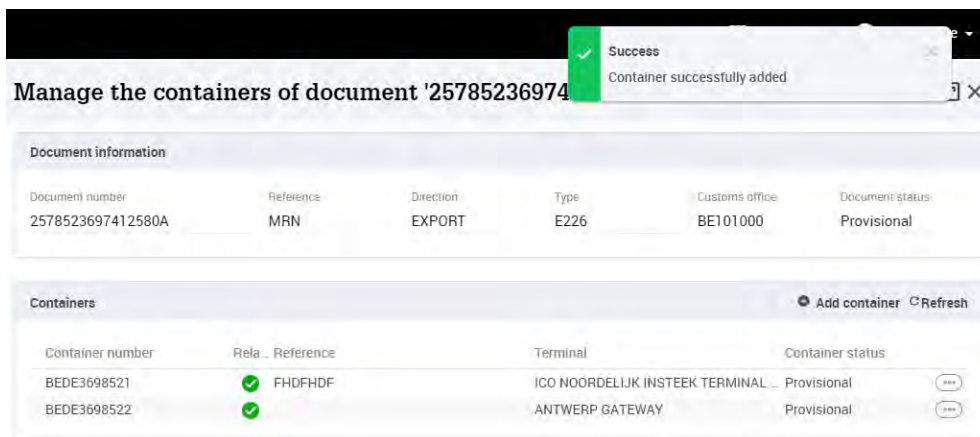 Success
Container successfully added
Manage the containers of document '25785236974
Document information
Document number Reference Direction Type Customs office Document status
2578523697412580A MRN EXPORT E226 BE101000 Provisional
Containers Add container Refresh
Container number Rela... Reference Terminal Container status
BEDE3698521 FHDFHDF ICO NOORDELIJK INSTEEK TERMINAL ... Provisional
BEDE3698522 ANTWERP GATEWAY Provisional